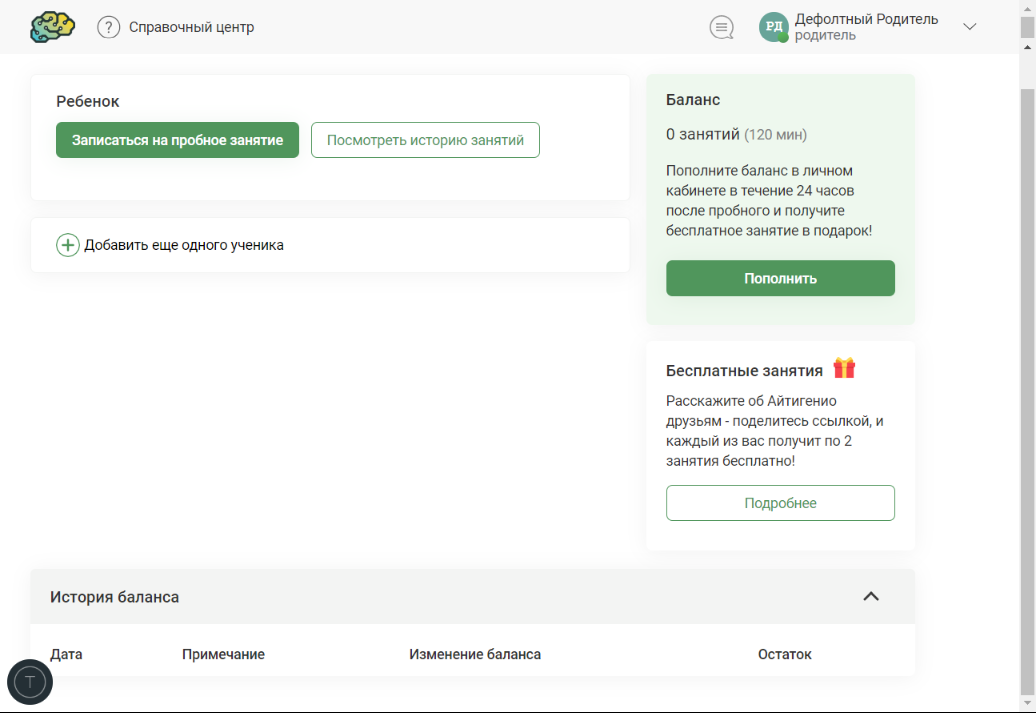 ? Справочный центр
РД
Дефолтный Родитель
родитель
Ребенок
Записаться на пробное занятие
Посмотреть историю занятий
Добавить еще одного ученика
Баланс
0 занятий (120 мин)
Пополните баланс в личном
кабинете в течение 24 часов
после пробного и получите
бесплатное занятие в подарок!
Пополнить
Бесплатные занятия
Расскажите об Айтигенио
друзьям - поделитесь ссылкой, и
каждый из вас получит по 2
занятия бесплатно!
Подробнее
История баланса
Дата Примечание Изменение баланса Остаток
T